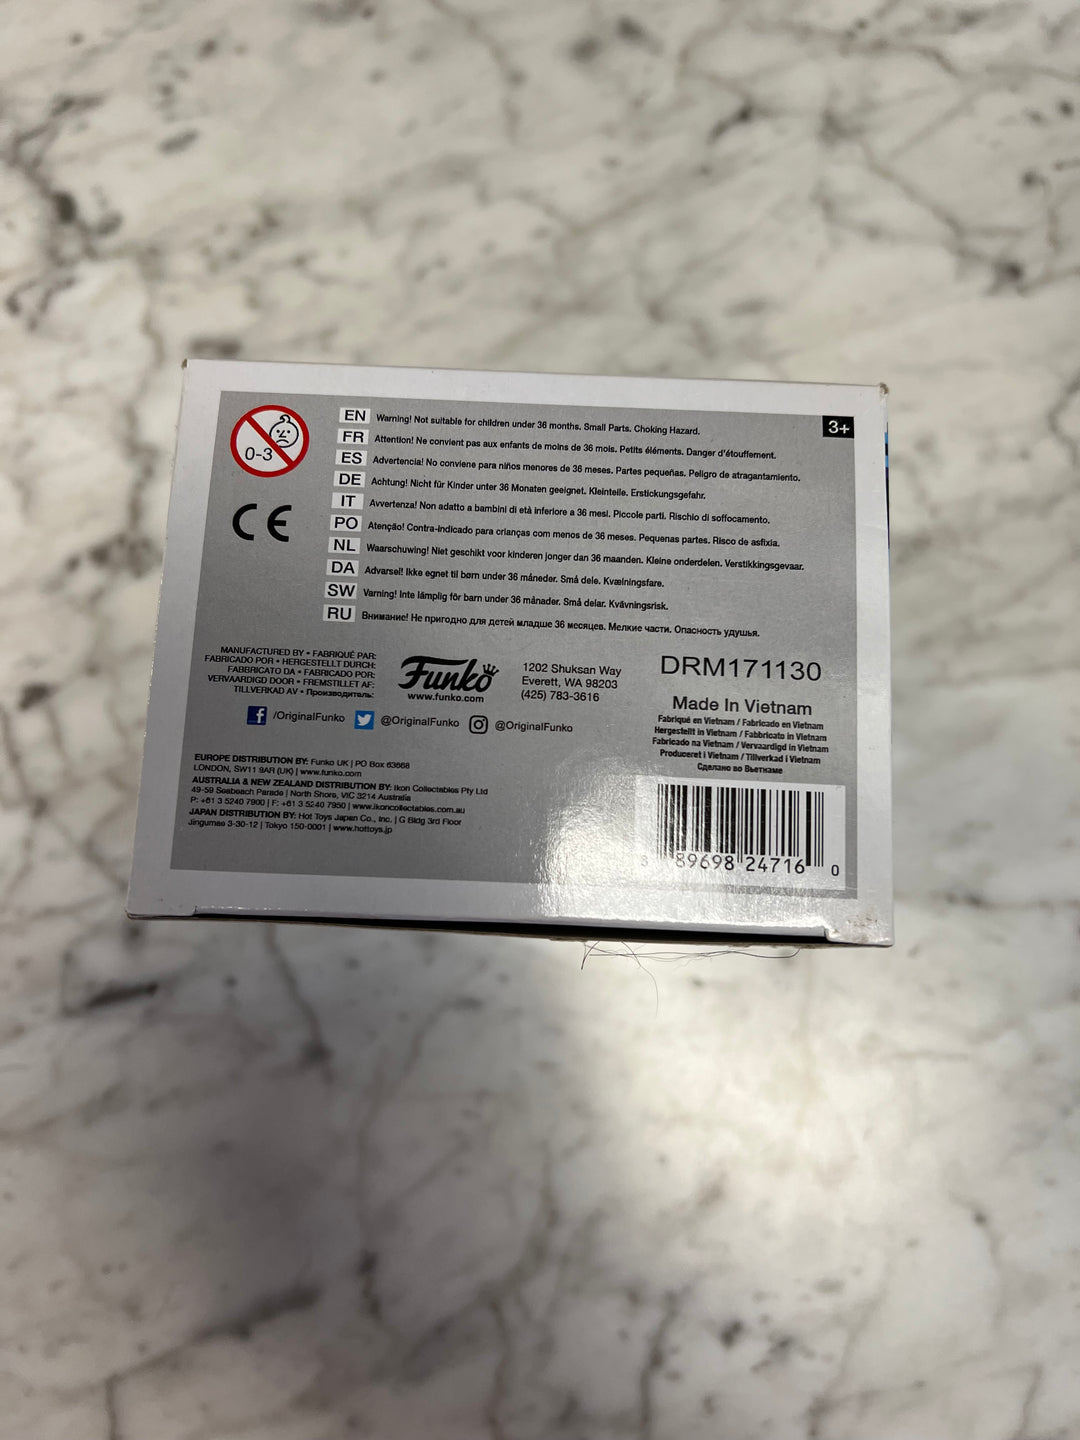 0-3
CE
EN Warning! Not suitable for children under 36 months. Small Parts. Choking Hazard.
3+
FR Attention! Ne convient pas aux enfants de moins de 36 mois. Petits éléments. Danger d'étouffement.
ES Advertencia! No conviene para niños menores de 36 meses. Partes pequeñas. Peligro de atragantamiento.
DE Achtung! Nicht für Kinder unter 36 Monaten geeignet. Kleinteile. Erstickungsgefahr.
IT Avvertenza! Non adatto a bambini di età inferiore a 36 mesi. Piccole parti. Rischio di soffocamento.
PO Atenção! Contra-indicado para crianças com menos de 36 meses. Pequenas partes. Risco de asfixia.
NL Waarschuwing! Niet geschikt voor kinderen jonger dan 36 maanden. Kleine onderdelen. Verstikkingsgevaar.
DA Advarsel! Ikke egnet til børn under 36 måneder. Små dele. Kvælningsfare.
SW Varning! Inte lämplig för barn under 36 månader. Små delar. Kvävningsrisk.
RU Внимание! Не пригодно для детей младше 36 месяцев. Мелкие части. Опасность удушья.
MANUFACTURED BY • FABRIQUÉ PAR:
FABRICADO POR • HERGESTELLT DURCH:
FABBRICATO DA • FABRICADO POR:
VERVAARDIGD DOOR • FREMSTILLET AF:
TILLVERKAD AV • Производитель:
Funko
www.funko.com
1202 Shuksan Way
Everett, WA 98203
(425) 783-3616
/OriginalFunko @OriginalFunko @OriginalFunko
DRM171130
Made In Vietnam
Fabriqué en Vietnam / Fabricado en Vietnam
Hergestellt in Vietnam / Fabbricato in Vietnam
Fabricado na Vietnam / Vervaardigd in Vietnam
Produceret i Vietnam / Tillverkad i Vietnam
Сделано во Вьетнаме
EUROPE DISTRIBUTION BY: Funko UK | PO Box 63668
LONDON, SW11 9AR (UK) | www.funko.com
AUSTRALIA & NEW ZEALAND DISTRIBUTION BY: Ikon Collectables Pty Ltd
49-59 Seabeach Parade | North Shore, VIC 3214 Australia
P: +61 3 5240 7900 | F: +61 3 5240 7950 | www.ikoncollectables.com.au
JAPAN DISTRIBUTION BY: Hot Toys Japan Co., Inc. | G Bldg 3rd Floor
Jingumae 3-30-12 | Tokyo 150-0001 | www.hottoys.jp
8 89698 24716 0